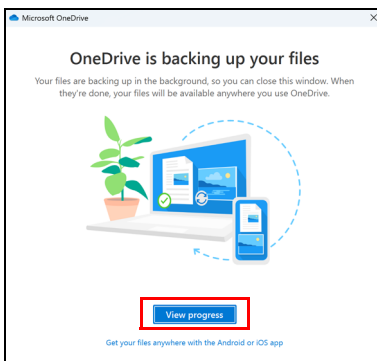 Microsoft OneDrive
OneDrive is backing up your files
Your files are backing up in the background, so you can close this window. When
they're done, your files will be available anywhere you use OneDrive.
View progress
Get your files anywhere with the Android or iOS app